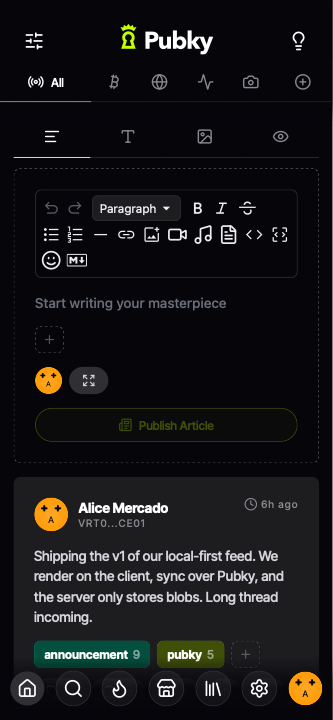 Pubky
All
Paragraph
B I S
M↓
Start writing your masterpiece
A
Publish Article
Alice Mercado
6h ago
A
VRT0...CE01
Shipping the v1 of our local-first feed. We
render on the client, sync over Pubky, and
the server only stores blobs. Long thread
incoming.
announcement 9 pubky 5
A